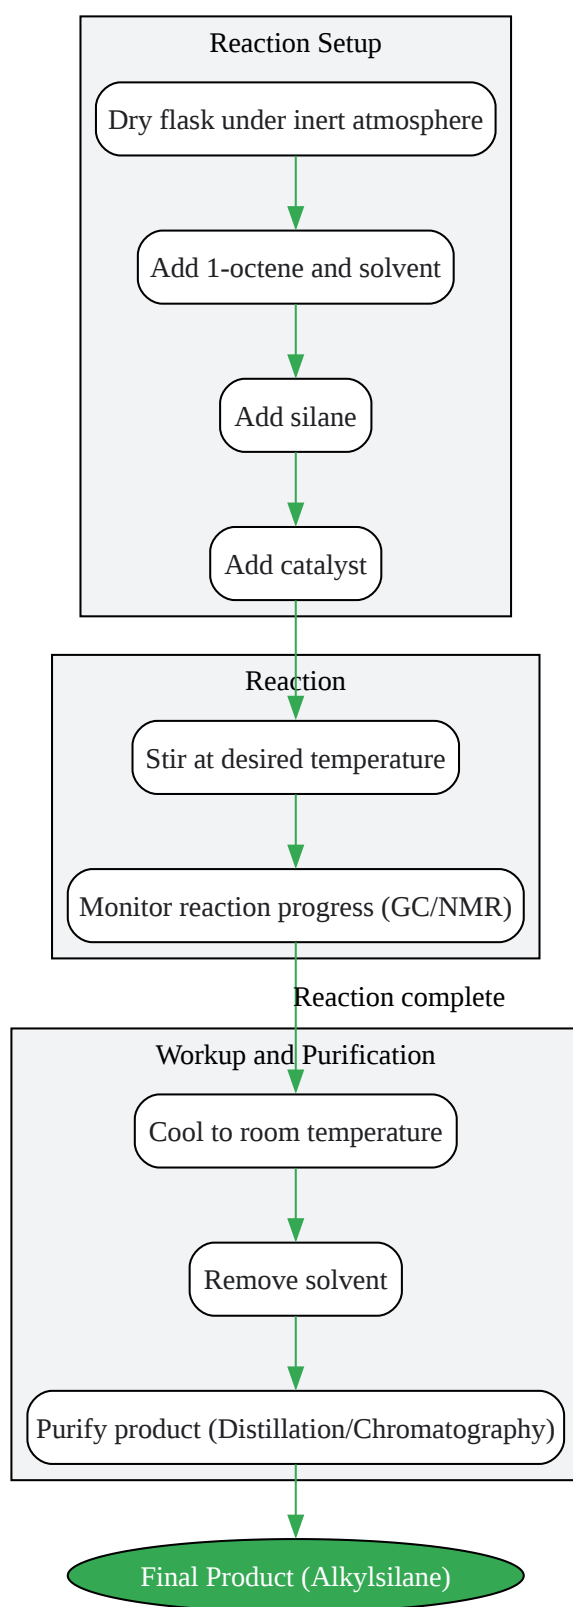 Reaction Setup
Dry flask under inert atmosphere
Add 1-octene and solvent
Add silane
Add catalyst
Reaction
Stir at desired temperature
Monitor reaction progress (GC/NMR)
Reaction complete
Workup and Purification
Cool to room temperature
Remove solvent
Purify product (Distillation/Chromatography)
Final Product (Alkylsilane)